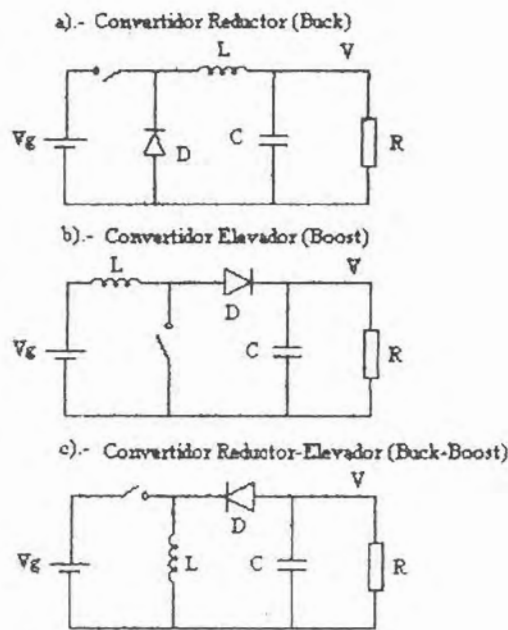 a).- Convertidor Reductor (Buck)
L
V
Vg
D
C
R
b).- Convertidor Elevador (Boost)
L
V
D
Vg
C
R
c).- Convertidor Reductor-Elevador (Buck-Boost)
V
D
Vg
L
C
R